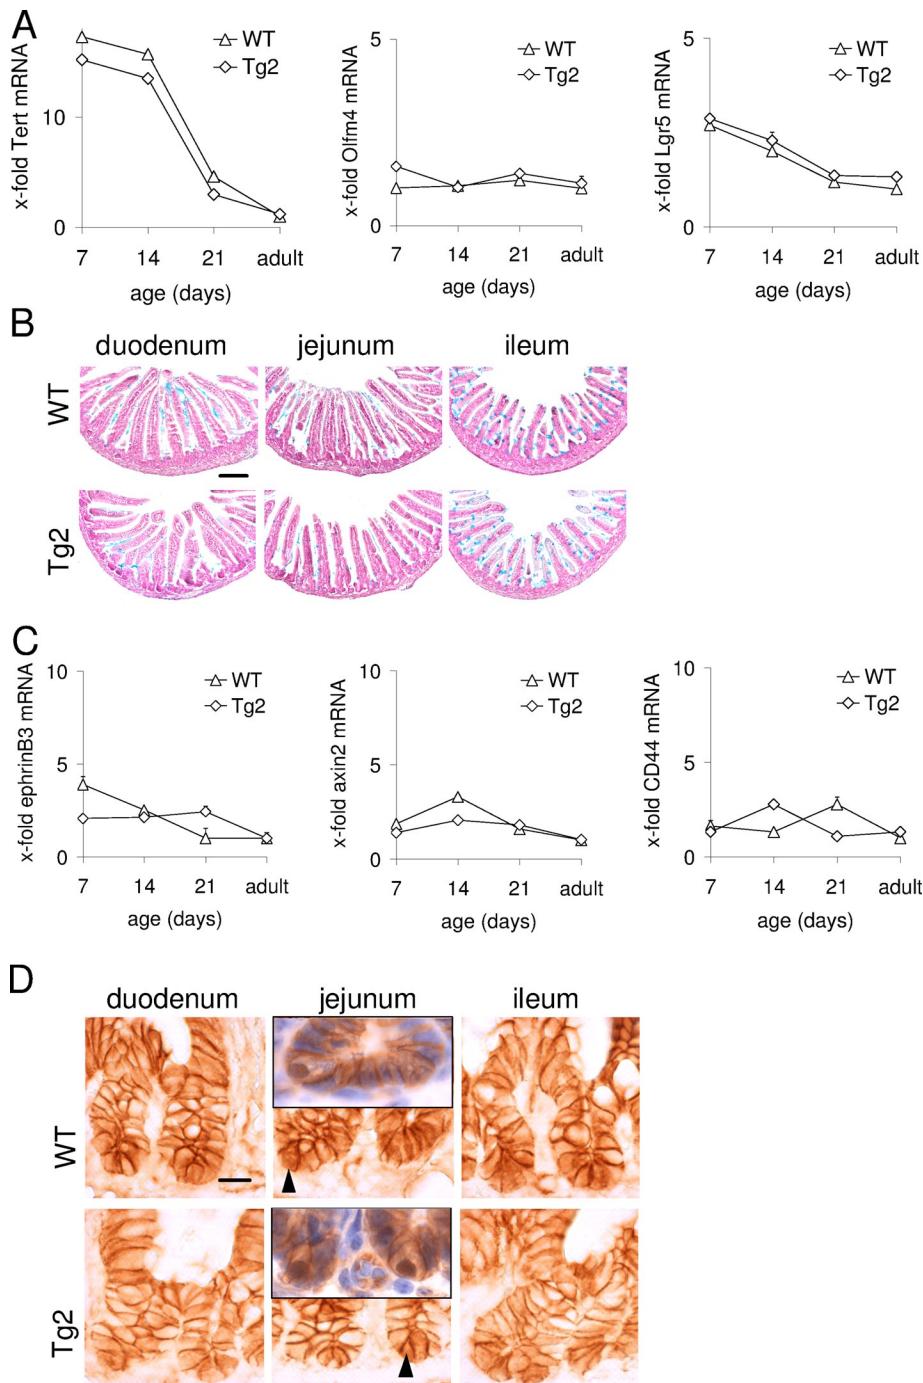 A
x-fold Tert mRNA
10
0
WT
Tg2
7 14 21 adult
age (days)
x-fold Olfm4 mRNA
5
0
WT
Tg2
7 14 21 adult
age (days)
x-fold Lgr5 mRNA
5
0
WT
Tg2
7 14 21 adult
age (days)
B
duodenum jejunum ileum
WT
Tg2
C
x-fold ephrinB3 mRNA
10
5
0
WT
Tg2
7 14 21 adult
age (days)
x-fold axin2 mRNA
10
5
0
WT
Tg2
7 14 21 adult
age (days)
x-fold CD44 mRNA
10
5
0
WT
Tg2
7 14 21 adult
age (days)
D
duodenum jejunum ileum
WT
Tg2